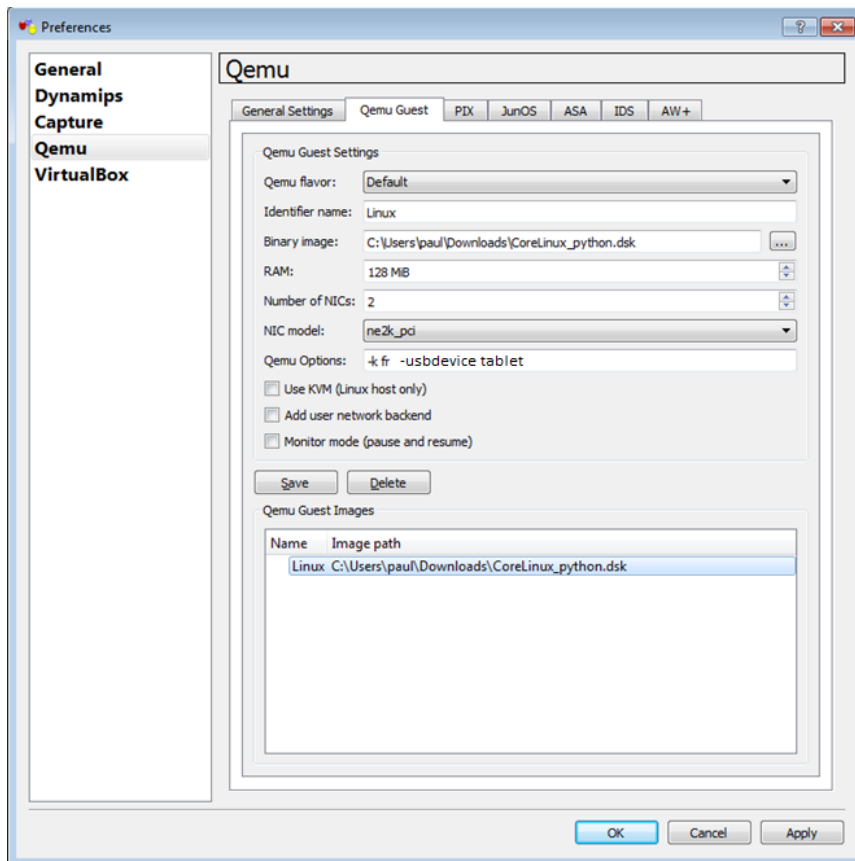 Preferences
General
Dynamips
Capture
Qemu
VirtualBox
Qemu
General Settings Qemu Guest PIX JunOS ASA IDS AW+
Qemu Guest Settings
Qemu flavor: Default
Identifier name: Linux
Binary image: C:\Users\paul\Downloads\CoreLinux_python.dsk ...
RAM: 128 MiB
Number of NICs: 2
NIC model: ne2k_pci
Qemu Options: -k fr -usbdevice tablet
Use KVM (Linux host only)
Add user network backend
Monitor mode (pause and resume)
Save Delete
Qemu Guest Images
Name Image path
Linux C:\Users\paul\Downloads\CoreLinux_python.dsk
OK Cancel Apply